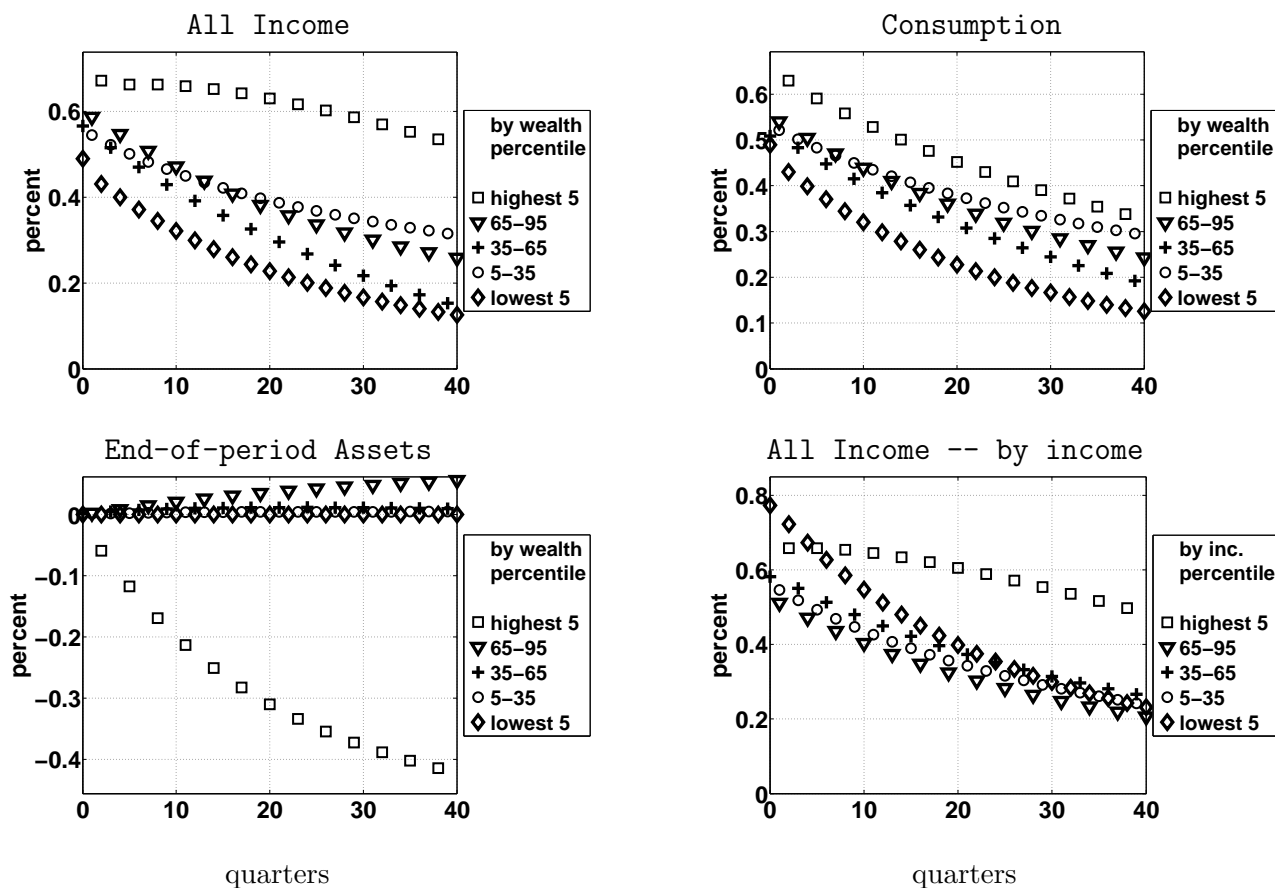 All Income
percent
0.6
0.4
0.2
0
0 10 20 30 40
by wealth
percentile
highest 5
65−95
35−65
5−35
lowest 5
Consumption
percent
0.6
0.5
0.4
0.3
0.2
0.1
0
0 10 20 30 40
by wealth
percentile
highest 5
65−95
35−65
5−35
lowest 5
End-of-period Assets
percent
0
−0.1
−0.2
−0.3
−0.4
0 10 20 30 40
by wealth
percentile
highest 5
65−95
35−65
5−35
lowest 5
quarters
All Income -- by income
percent
0.8
0.6
0.4
0.2
0
0 10 20 30 40
by inc.
percentile
highest 5
65−95
35−65
5−35
lowest 5
quarters